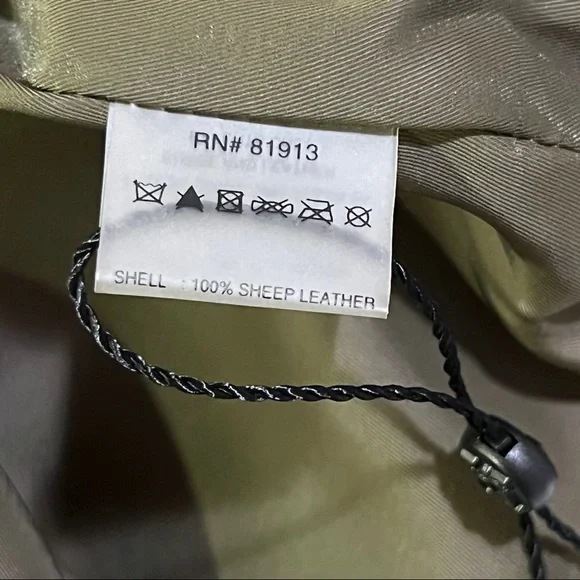 RN# 81913
SHELL : 100% SHEEP LEATHER